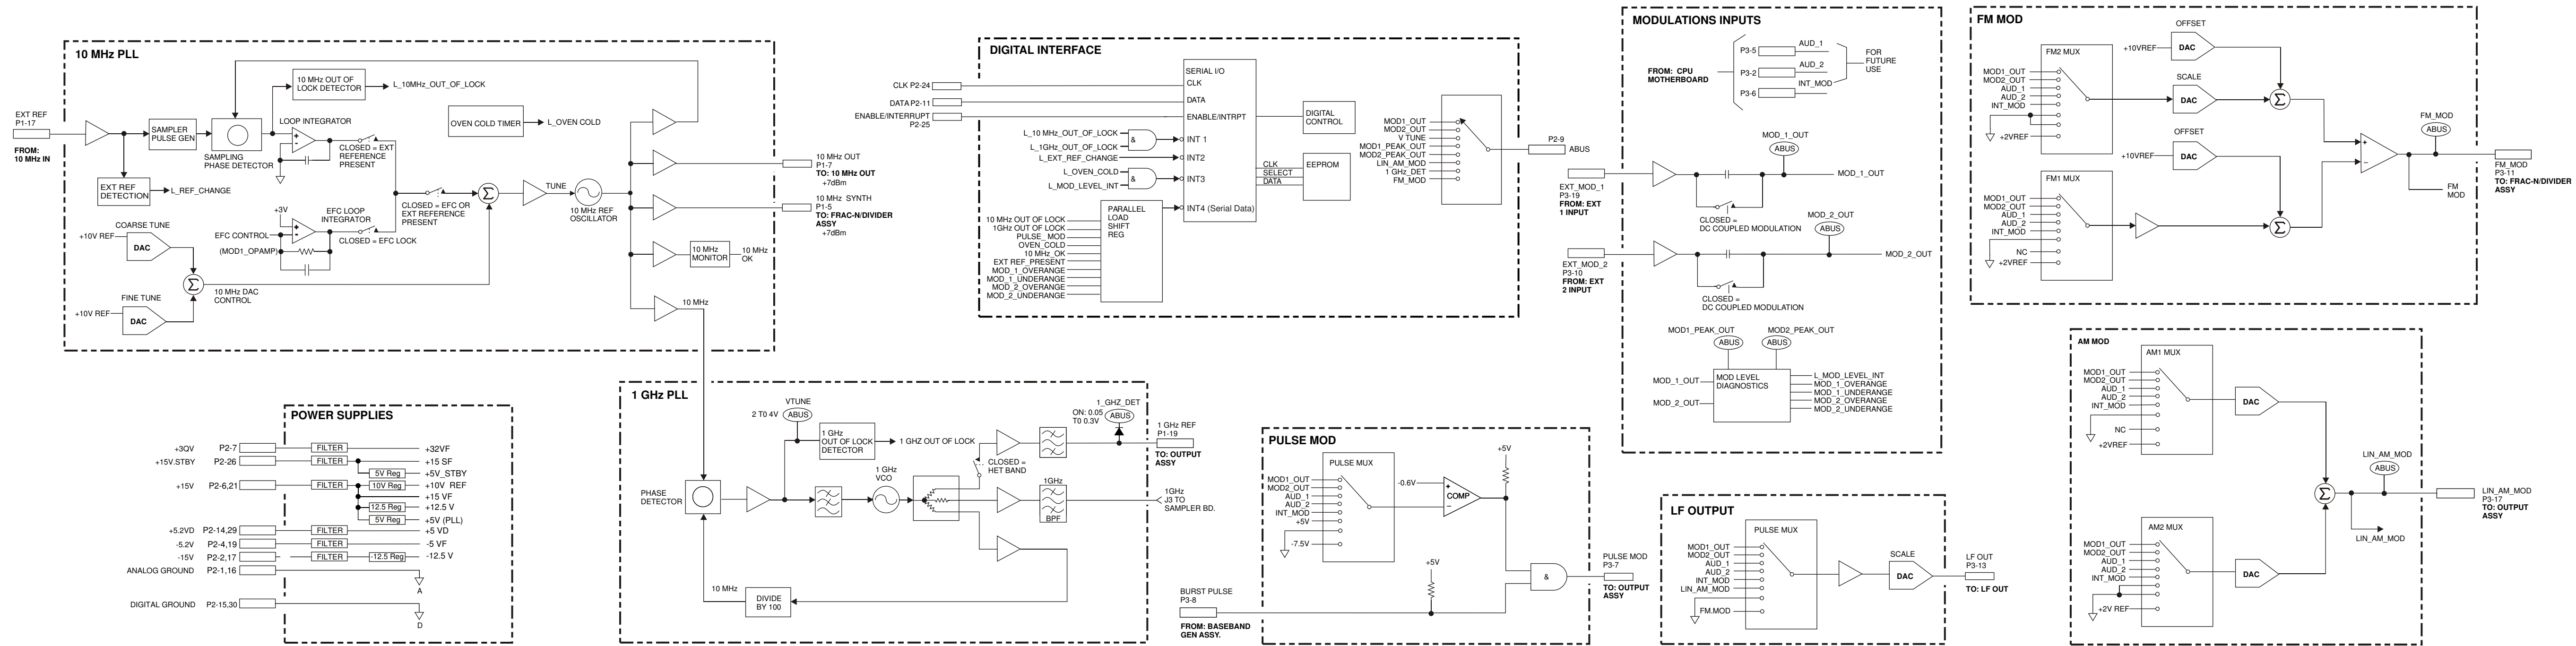 10 MHz PLL
EXT REF
P1-17
FROM:
10 MHz IN
SAMPLER
PULSE GEN
SAMPLING
PHASE DETECTOR
10 MHz OUT OF
LOCK DETECTOR
L_10MHz_OUT_OF_LOCK
LOOP INTEGRATOR
+
-
CLOSED = EXT
REFERENCE
PRESENT
OVEN COLD TIMER
L_OVEN COLD
EXT REF
DETECTION
L_REF_CHANGE
COARSE TUNE
+10V REF
DAC
FINE TUNE
+10V REF
DAC
Σ
10 MHz DAC
CONTROL
+3V
EFC LOOP
INTEGRATOR
EFC CONTROL
(MOD1_OPAMP)
+
-
CLOSED = EFC LOCK
CLOSED = EFC OR
EXT REFERENCE
PRESENT
Σ
TUNE
10 MHz REF
OSCILLATOR
10 MHz OUT
P1-7
TO: 10 MHz OUT
+7dBm
10 MHz SYNTH
P1-5
TO: FRAC-N/DIVIDER
ASSY
+7dBm
10 MHz
MONITOR
10 MHz
OK
10 MHz
POWER SUPPLIES
+3QV P2-7 FILTER +32VF
+15V.STBY P2-26 FILTER +15 SF
5V Reg +5V_STBY
+15V P2-6,21 FILTER 10V Reg +10V REF
+15 VF
12.5 Reg +12.5 V
5V Reg +5V (PLL)
+5.2VD P2-14,29 FILTER +5 VD
-5.2V P2-4,19 FILTER -5 VF
-15V P2-2,17 FILTER -12.5 Reg -12.5 V
ANALOG GROUND P2-1,16
A
DIGITAL GROUND P2-15,30
D
1 GHz PLL
PHASE
DETECTOR
VTUNE
2 T0 4V
ABUS
1 GHz
OUT OF LOCK
DETECTOR
1 GHZ OUT OF LOCK
1 GHz
VCO
CLOSED =
HET BAND
1_GHZ_DET
ON: 0.05
T0 0.3V
ABUS
1 GHz REF
P1-19
TO: OUTPUT
ASSY
1GHz
BPF
1GHz
J3 TO
SAMPLER BD.
10 MHz
DIVIDE
BY 100
DIGITAL INTERFACE
CLK P2-24
DATA P2-11
ENABLE/INTERRUPT
P2-25
SERIAL I/O
CLK
DATA
ENABLE/INTRPT
INT 1
INT2
INT3
INT4 (Serial Data)
L_10 MHz_OUT_OF_LOCK
L_1GHz_OUT_OF_LOCK
&
L_EXT_REF_CHANGE
L_OVEN_COLD
L_MOD_LEVEL_INT
&
10 MHz OUT OF LOCK
1GHz OUT OF LOCK
PULSE_ MOD
OVEN_COLD
10 MHz_OK
EXT REF_PRESENT
MOD_1_OVERANGE
MOD_1_UNDERANGE
MOD_2_OVERANGE
MOD_2_UNDERANGE
PARALLEL
LOAD
SHIFT
REG
DIGITAL
CONTROL
CLK
SELECT
DATA
EEPROM
MOD1_OUT
MOD2_OUT
V TUNE
MOD1_PEAK_OUT
MOD2_PEAK_OUT
LIN_AM_MOD
1 GHz_DET
FM_MOD
P2-9
ABUS
PULSE MOD
PULSE MUX
MOD1_OUT
MOD2_OUT
AUD_1
AUD_2
INT_MOD
+5V
-7.5V
-0.6V
+
COMP
-
+5V
+5V
&
BURST PULSE
P3-8
FROM: BASEBAND
GEN ASSY.
PULSE MOD
P3-7
TO: OUTPUT
ASSY
MODULATIONS INPUTS
FROM: CPU
MOTHERBOARD
P3-5
AUD_1
P3-2
AUD_2
P3-6
INT_MOD
FOR
FUTURE
USE
EXT_MOD_1
P3-19
FROM: EXT
1 INPUT
MOD_1_OUT
ABUS
MOD_1_OUT
CLOSED =
DC COUPLED MODULATION
EXT_MOD_2
P3-10
FROM: EXT
2 INPUT
MOD_2_OUT
ABUS
MOD_2_OUT
CLOSED =
DC COUPLED MODULATION
MOD1_PEAK_OUT
ABUS
MOD2_PEAK_OUT
ABUS
MOD_1_OUT
MOD_2_OUT
MOD LEVEL
DIAGNOSTICS
L_MOD_LEVEL_INT
MOD_1_OVERANGE
MOD_1_UNDERANGE
MOD_2_OVERANGE
MOD_2_UNDERANGE
LF OUTPUT
PULSE MUX
MOD1_OUT
MOD2_OUT
AUD_1
AUD_2
INT_MOD
LIN_AM_MOD
FM.MOD
SCALE
DAC
LF OUT
P3-13
TO: LF OUT
FM MOD
FM2 MUX
MOD1_OUT
MOD2_OUT
AUD_1
AUD_2
INT_MOD
+2VREF
OFFSET
+10VREF
DAC
SCALE
DAC
Σ
OFFSET
+10VREF
DAC
FM1 MUX
MOD1_OUT
MOD2_OUT
AUD_1
AUD_2
INT_MOD
NC
+2VREF
Σ
+
-
FM_MOD
ABUS
FM
MOD
FM_MOD
P3-11
TO: FRAC-N/DIVIDER
ASSY
AM MOD
AM1 MUX
MOD1_OUT
MOD2_OUT
AUD_1
AUD_2
INT_MOD
NC
+2VREF
DAC
AM2 MUX
MOD1_OUT
MOD2_OUT
AUD_1
AUD_2
INT_MOD
+2V REF
DAC
Σ
LIN_AM_MOD
ABUS
LIN_AM_MOD
LIN_AM_MOD
P3-17
TO: OUTPUT
ASSY